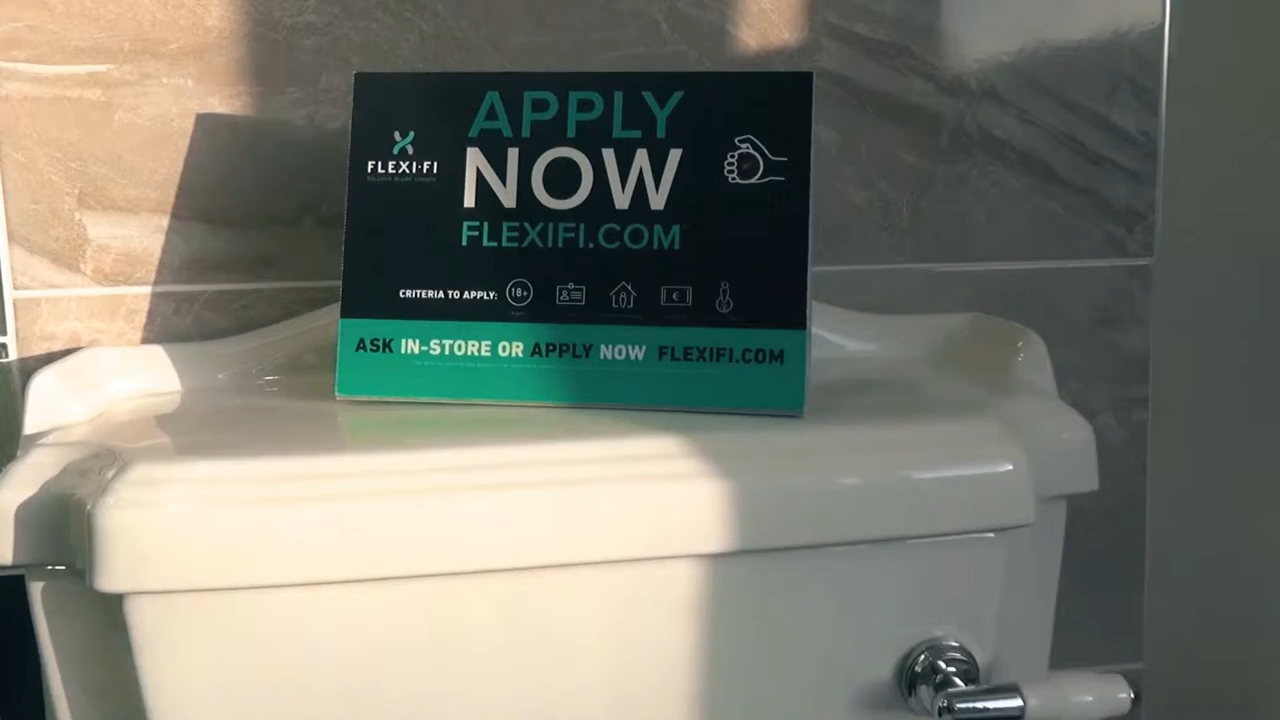 APPLY
NOW
FLEXIFI.COM
FLEXI-FI
CRITERIA TO APPLY: 18+ €
ASK IN-STORE OR APPLY NOW FLEXIFI.COM